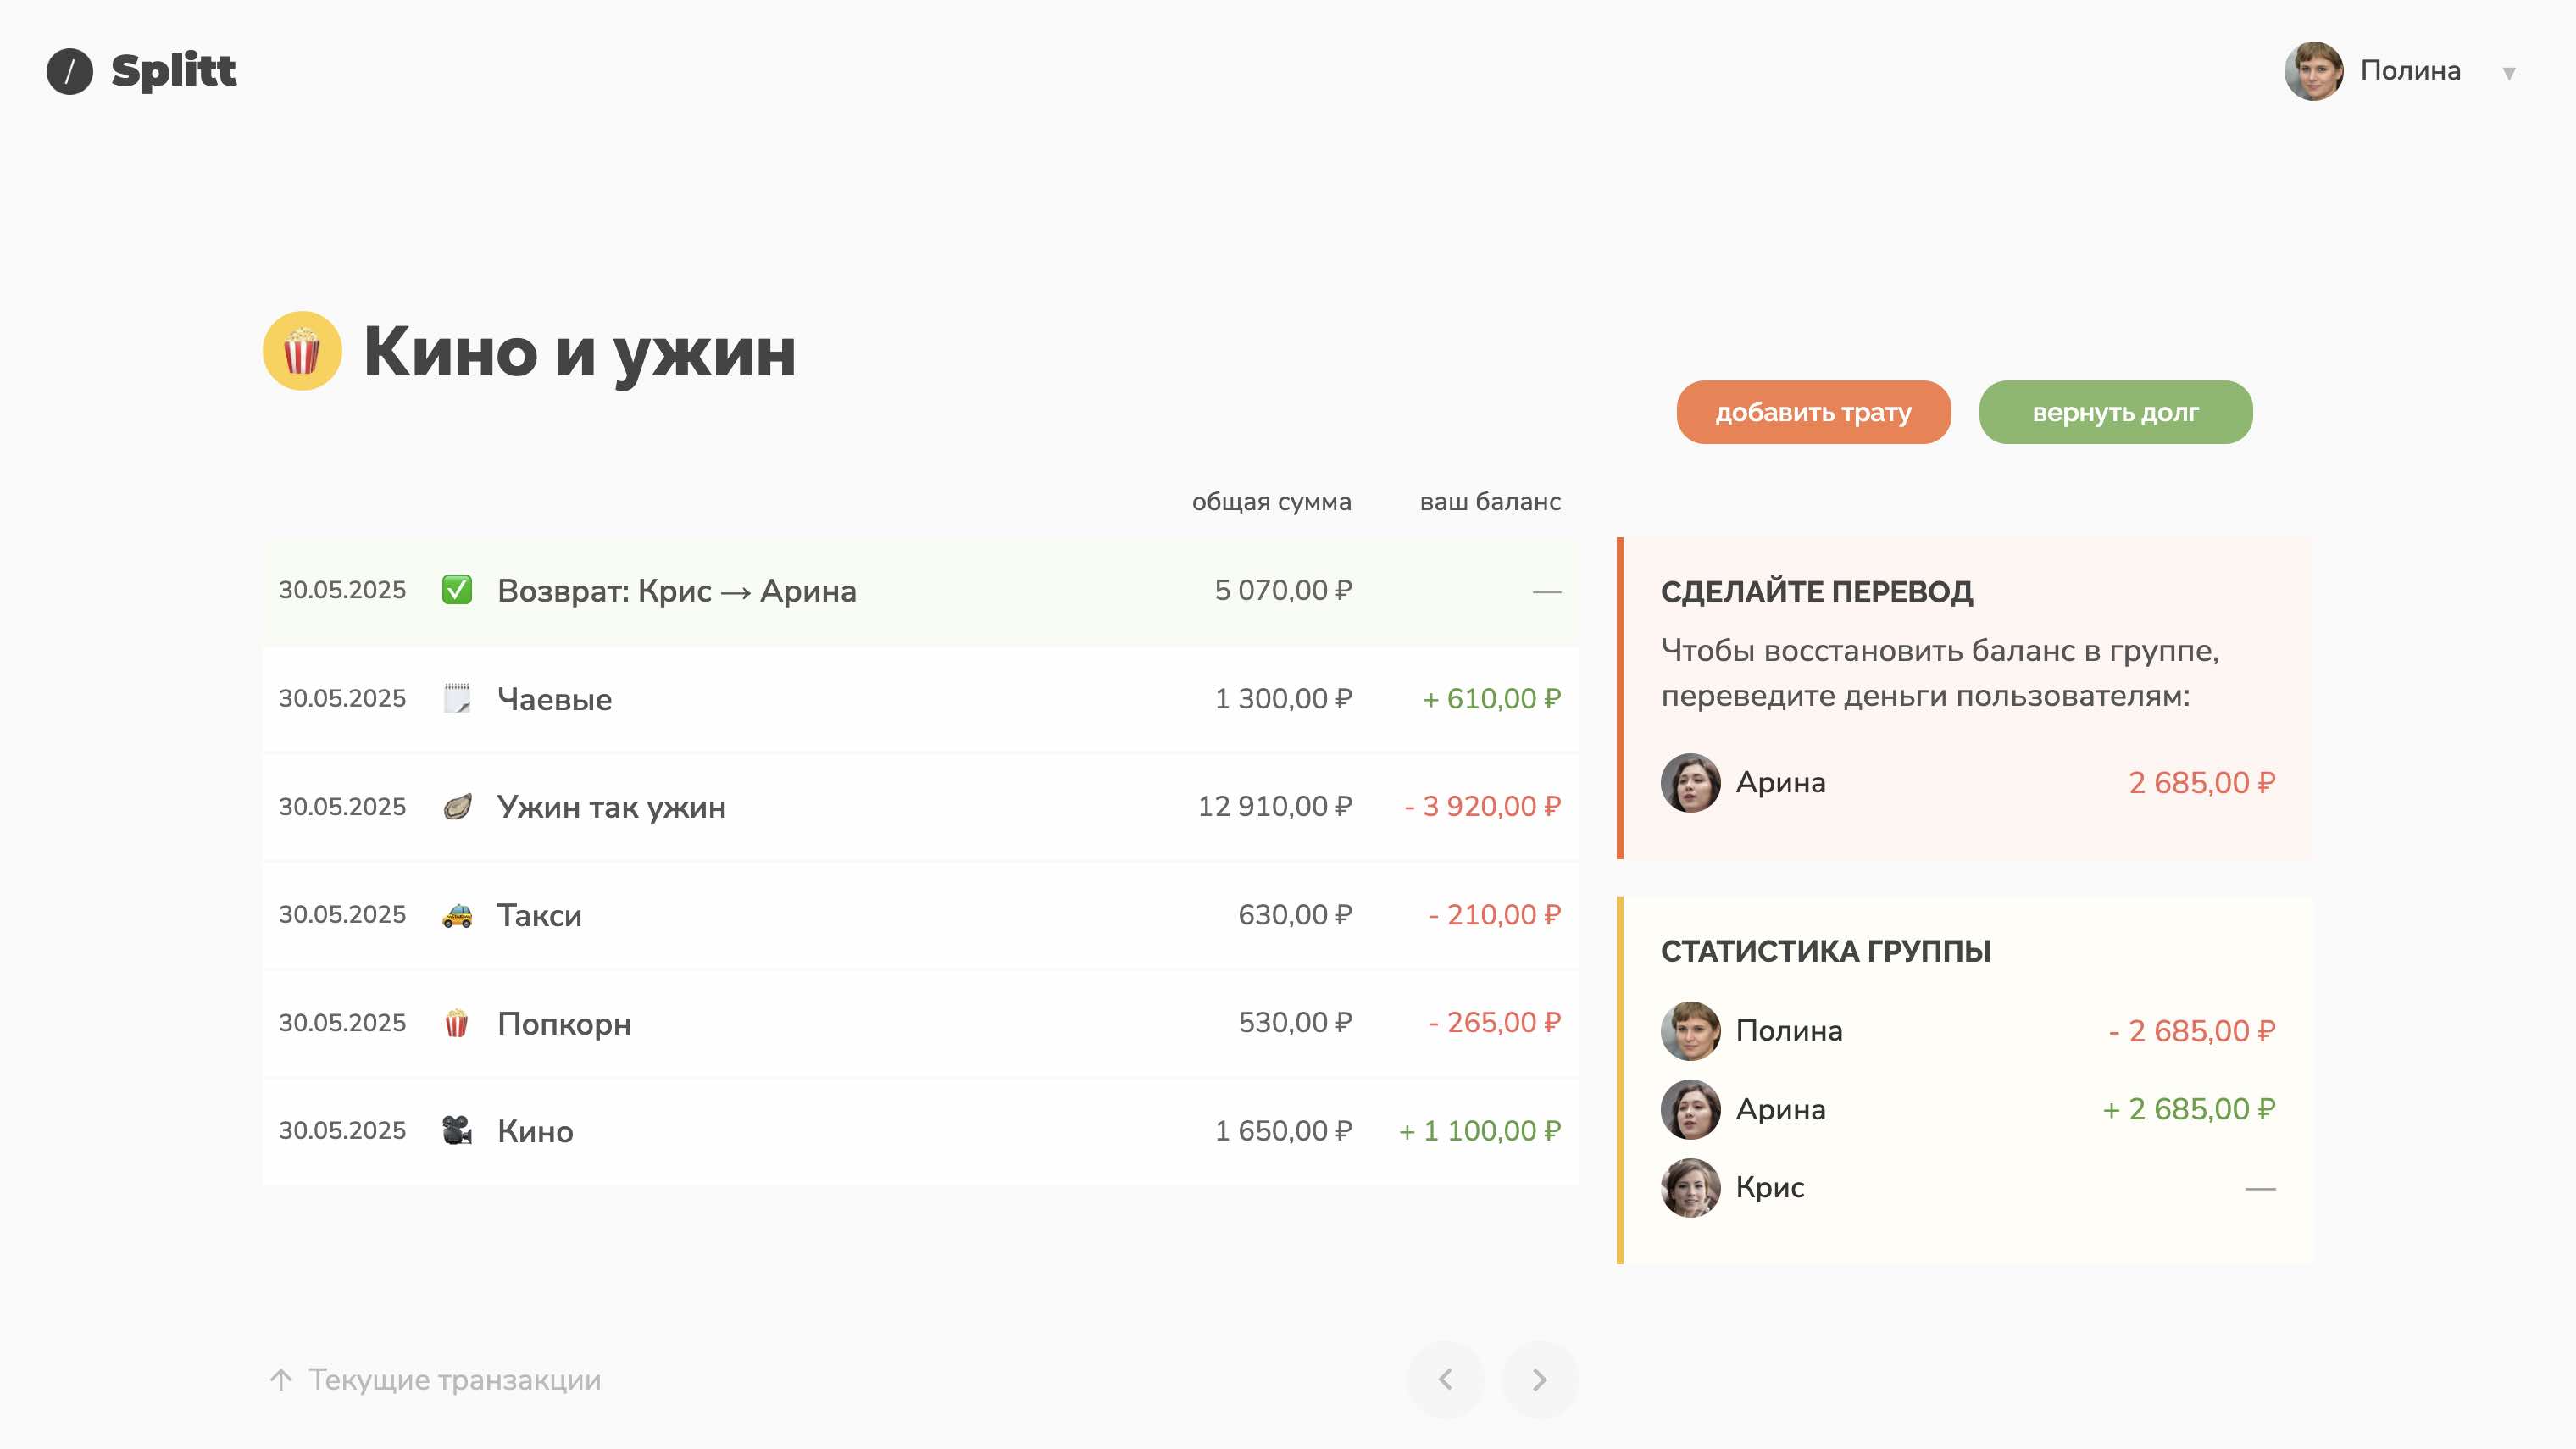 / Splitt
Полина ▼
Кино и ужин
добавить трату
вернуть долг
общая сумма ваш баланс
30.05.2025 Возврат: Крис → Арина 5 070,00 ₽ —
30.05.2025 Чаевые 1 300,00 ₽ + 610,00 ₽
30.05.2025 Ужин так ужин 12 910,00 ₽ - 3 920,00 ₽
30.05.2025 Такси 630,00 ₽ - 210,00 ₽
30.05.2025 Попкорн 530,00 ₽ - 265,00 ₽
30.05.2025 Кино 1 650,00 ₽ + 1 100,00 ₽
↑ Текущие транзакции
СДЕЛАЙТЕ ПЕРЕВОД
Чтобы восстановить баланс в группе,
переведите деньги пользователям:
Арина 2 685,00 ₽
СТАТИСТИКА ГРУППЫ
Полина - 2 685,00 ₽
Арина + 2 685,00 ₽
Крис —